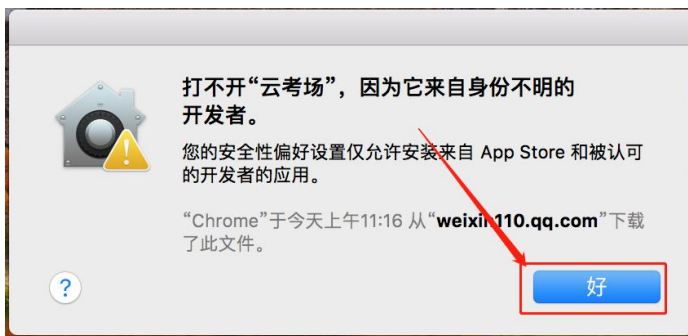 打不开“云考场”，因为它来自身份不明的
开发者。
您的安全性偏好设置仅允许安装来自 App Store 和被认可
的开发者的应用。
“Chrome”于今天上午11:16 从“weixin110.qq.com”下载
了此文件。
?
好